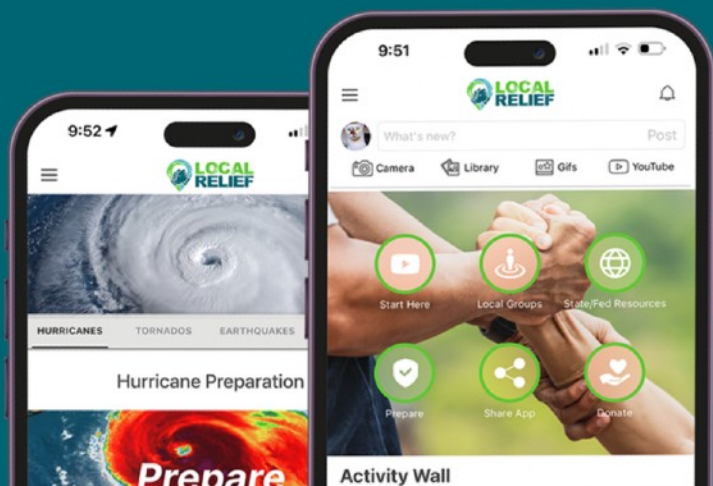 9:52
LOCAL
RELIEF
HURRICANES TORNADOS EARTHQUAKES
Hurricane Preparation
Prepare
9:51
LOCAL
RELIEF
What's new? Post
Camera Library Gifs YouTube
Start Here Local Groups State/Fed Resources
Prepare Share App Donate
Activity Wall